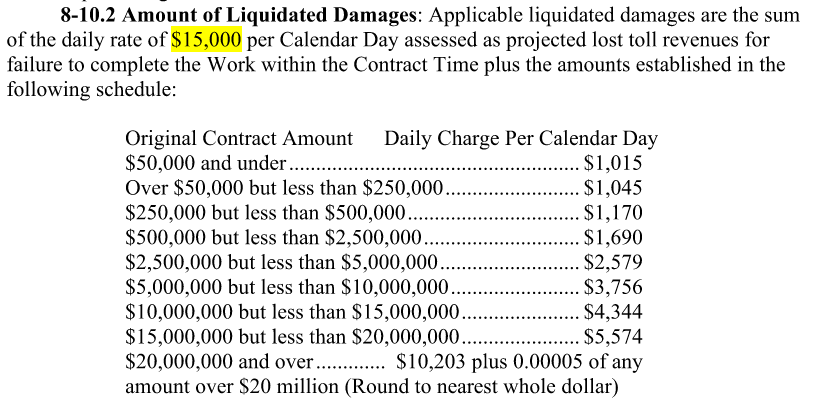 8-10.2 Amount of Liquidated Damages: Applicable liquidated damages are the sum
of the daily rate of $15,000 per Calendar Day assessed as projected lost toll revenues for
failure to complete the Work within the Contract Time plus the amounts established in the
following schedule:
Original Contract Amount Daily Charge Per Calendar Day
$50,000 and under.......................................................... $1,015
Over $50,000 but less than $250,000.......................... $1,045
$250,000 but less than $500,000................................. $1,170
$500,000 but less than $2,500,000.............................. $1,690
$2,500,000 but less than $5,000,000........................... $2,579
$5,000,000 but less than $10,000,000......................... $3,756
$10,000,000 but less than $15,000,000....................... $4,344
$15,000,000 but less than $20,000,000....................... $5,574
$20,000,000 and over............. $10,203 plus 0.00005 of any
amount over $20 million (Round to nearest whole dollar)